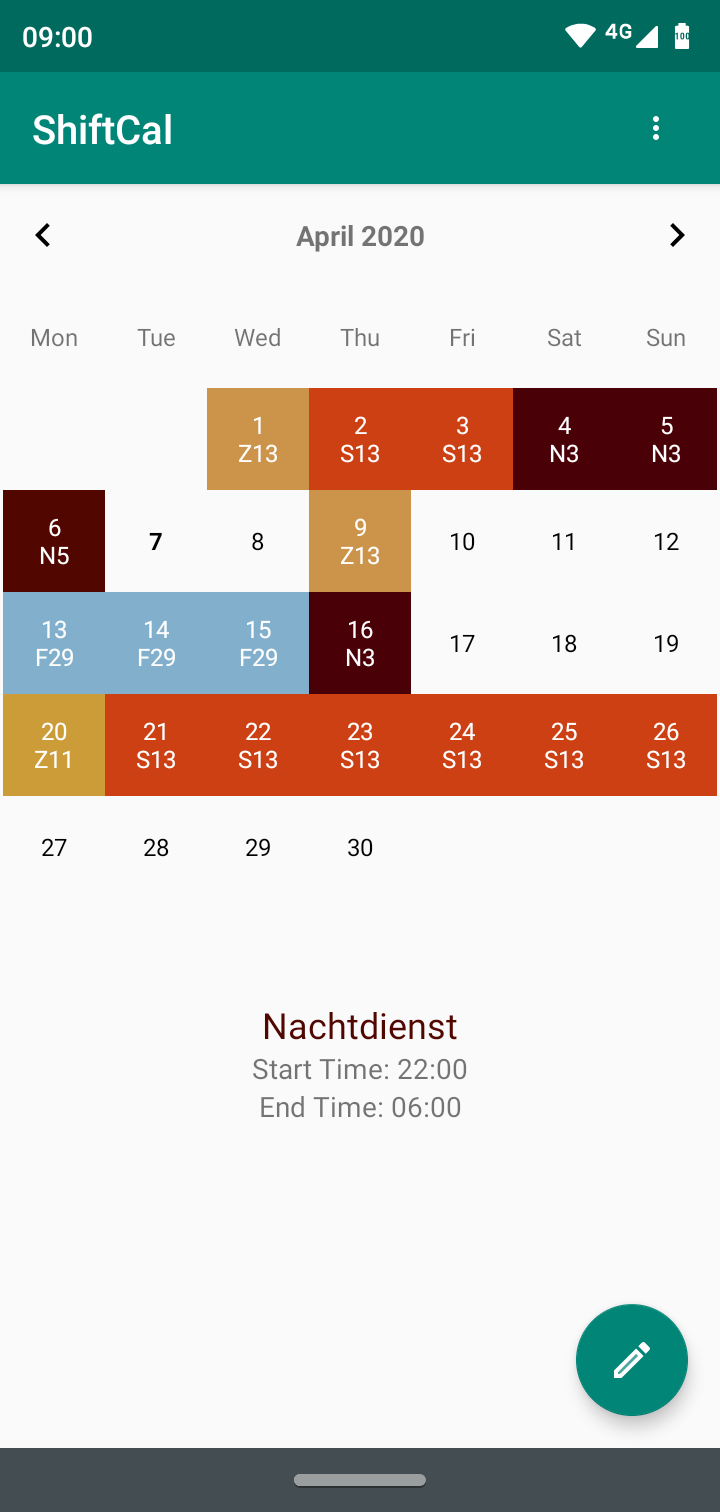 09:00 4G 100
ShiftCal
April 2020
Mon Tue Wed Thu Fri Sat Sun
1 2 3 4 5
Z13 S13 S13 N3 N3
6 7 8 9 10 11 12
N5 Z13
13 14 15 16 17 18 19
F29 F29 F29 N3
20 21 22 23 24 25 26
Z11 S13 S13 S13 S13 S13 S13
27 28 29 30
Nachtdienst
Start Time: 22:00
End Time: 06:00